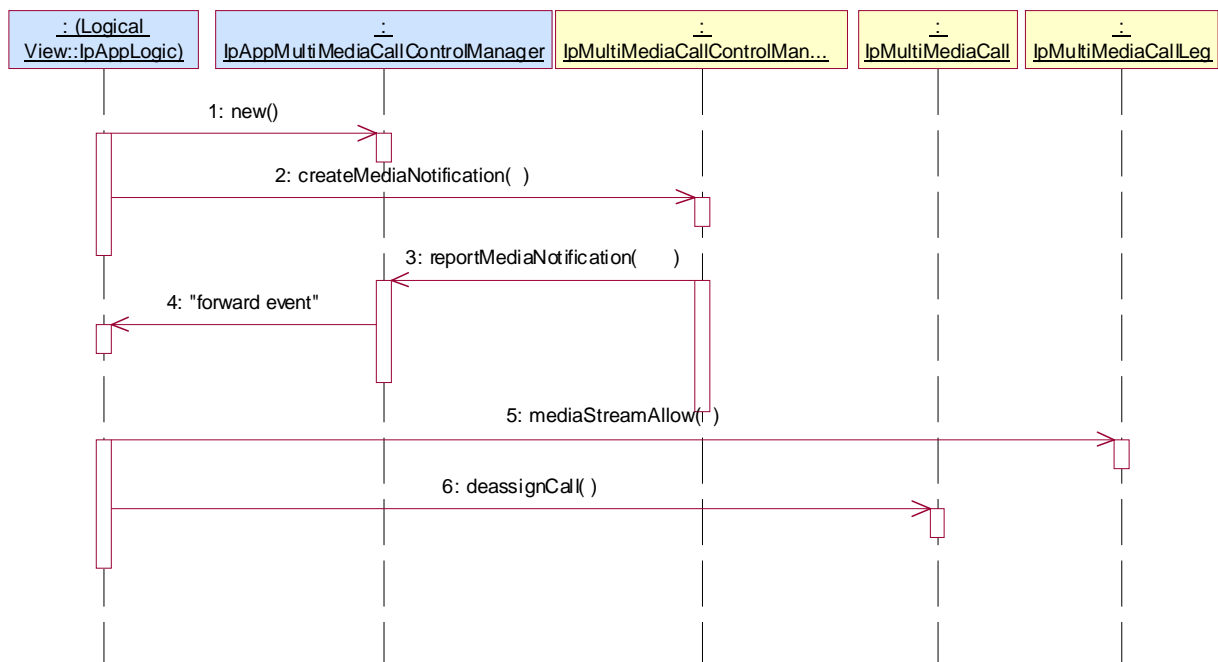 : (Logical
View::IpAppLogic)
:
IpAppMultiMediaCallControlManager
:
IpMultiMediaCallControlMan...
:
IpMultiMediaCall
:
IpMultiMediaCallLeg
1: new()
2: createMediaNotification( )
3: reportMediaNotification( )
4: "forward event"
5: mediaStreamAllow( )
6: deassignCall( )